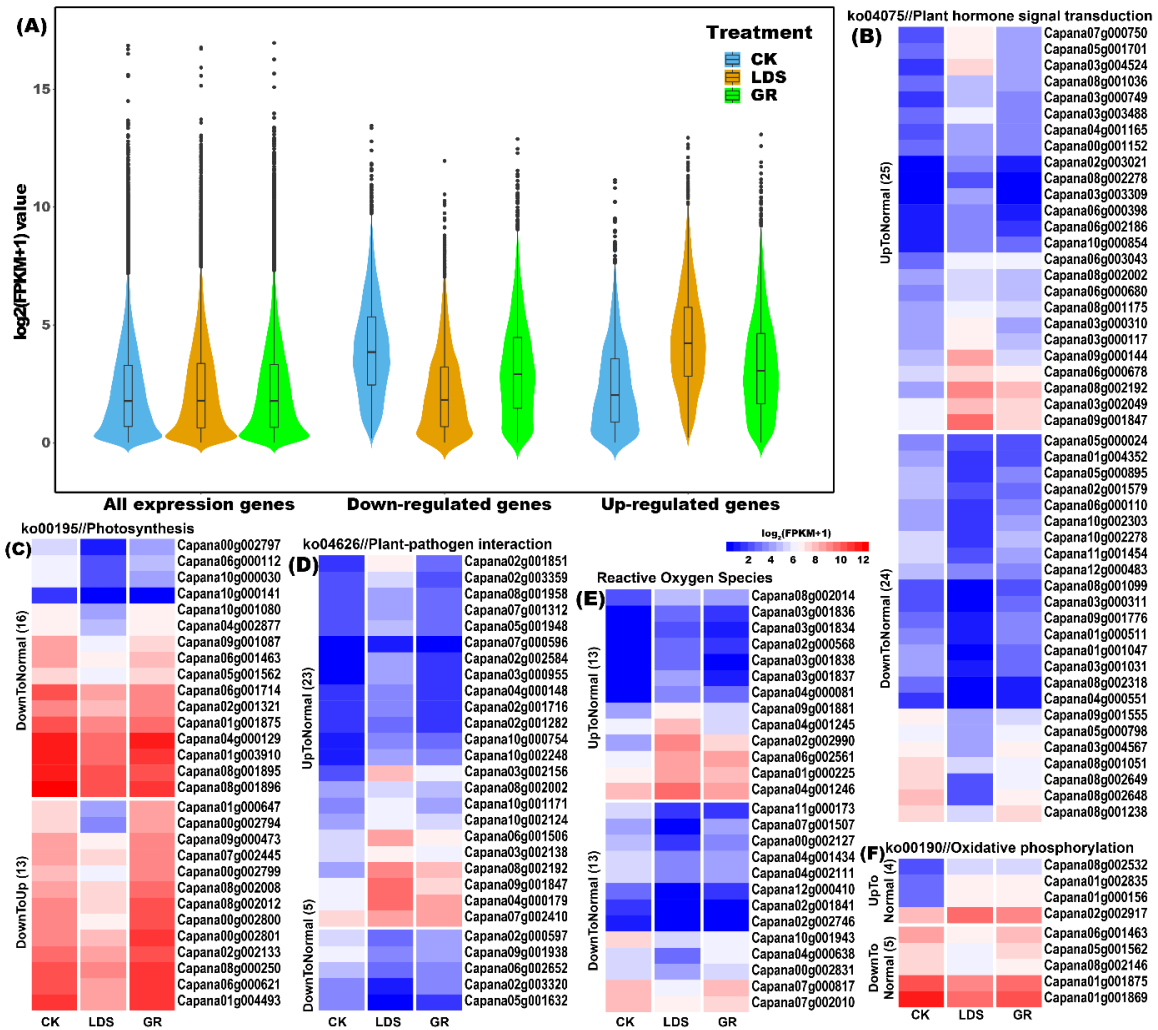 (A)
Treatment
CK
LDS
GR
log2(FPKM+1) value
15
10
5
0
All expression genes
Down-regulated genes
Up-regulated genes
ko04075//Plant hormone signal transduction
(B)
UpToNormal (25)
Capana07g000750
Capana05g001701
Capana03g004524
Capana08g001036
Capana03g000749
Capana03g003488
Capana04g001165
Capana00g001152
Capana02g003021
Capana08g002278
Capana03g003309
Capana06g000398
Capana06g002186
Capana10g000854
Capana06g003043
Capana08g002002
Capana06g000680
Capana08g001175
Capana03g000310
Capana03g000117
Capana09g000144
Capana06g000678
Capana08g002192
Capana03g002049
Capana09g001847
DownToNormal (24)
Capana05g000024
Capana01g004352
Capana05g000895
Capana02g001579
Capana06g000110
Capana10g002303
Capana10g002278
Capana11g001454
Capana12g000483
Capana08g001099
Capana03g000311
Capana09g001776
Capana01g000511
Capana01g001047
Capana03g001031
Capana08g002318
Capana04g000551
Capana09g001555
Capana05g000798
Capana03g004567
Capana08g001051
Capana08g002649
Capana08g002648
Capana08g001238
ko00195//Photosynthesis
(C)
DownToNormal (16)
Capana00g002797
Capana06g000112
Capana10g000030
Capana10g000141
Capana10g001080
Capana04g002877
Capana09g001087
Capana06g001463
Capana05g001562
Capana06g001714
Capana02g001321
Capana01g001875
Capana04g000129
Capana01g003910
Capana08g001895
Capana08g001896
DownToUp (13)
Capana01g000647
Capana00g002794
Capana09g000473
Capana07g002445
Capana00g002799
Capana08g002008
Capana08g002012
Capana00g002800
Capana00g002801
Capana02g002133
Capana08g000250
Capana06g000621
Capana01g004493
CK
LDS
GR
ko04626//Plant-pathogen interaction
(D)
UpToNormal (23)
Capana02g001851
Capana02g003359
Capana08g001958
Capana07g001312
Capana05g001948
Capana07g000596
Capana02g002584
Capana03g000955
Capana04g000148
Capana02g001716
Capana02g001282
Capana10g000754
Capana10g002248
Capana03g002156
Capana08g002002
Capana10g001171
Capana10g002124
Capana06g001506
Capana03g002138
Capana08g002192
Capana09g001847
Capana04g000179
Capana07g002410
DownToNormal (5)
Capana02g000597
Capana09g001938
Capana06g002652
Capana02g003320
Capana05g001632
CK
LDS
GR
log2(FPKM+1)
2
4
6
8
10
12
Reactive Oxygen Species
(E)
UpToNormal (13)
Capana08g002014
Capana03g001836
Capana03g001834
Capana02g000568
Capana03g001838
Capana03g001837
Capana04g000081
Capana09g001881
Capana04g001245
Capana02g002990
Capana06g002561
Capana01g000225
Capana04g001246
DownToNormal (13)
Capana11g000173
Capana07g001507
Capana00g002127
Capana04g001434
Capana04g002111
Capana12g000410
Capana02g001841
Capana02g002746
Capana10g001943
Capana04g000638
Capana00g002831
Capana07g000817
Capana07g002010
CK
LDS
GR
ko00190//Oxidative phosphorylation
(F)
UpTo
Normal (4)
Capana08g002532
Capana01g002835
Capana01g000156
Capana02g002917
DownTo
Normal (5)
Capana06g001463
Capana05g001562
Capana08g002146
Capana01g001875
Capana01g001869
CK
LDS
GR